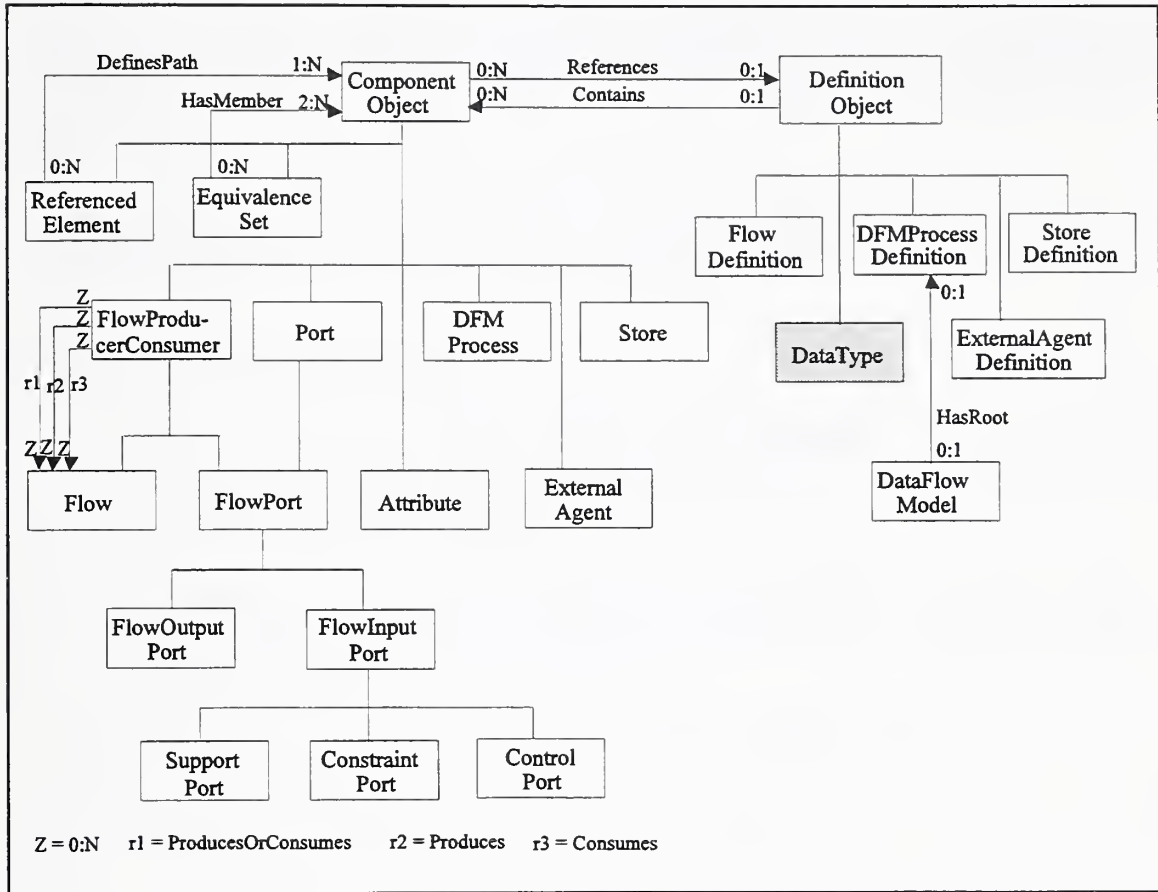 DefinesPath
1:N
HasMember
2:N
Component
Object
0:N
References
0:1
0:N
Contains
0:1
Definition
Object
0:N
0:N
Referenced
Element
Equivalence
Set
Flow
Definition
DFMProcess
Definition
Store
Definition
0:1
Z
Z
Z
FlowProdu-
cerConsumer
Port
DFM
Process
Store
DataType
ExternalAgent
Definition
r1
r2
r3
HasRoot
0:1
Z
Z
Z
Flow
FlowPort
Attribute
External
Agent
DataFlow
Model
FlowOutput
Port
FlowInput
Port
Support
Port
Constraint
Port
Control
Port
Z = 0:N r1 = ProducesOrConsumes r2 = Produces r3 = Consumes